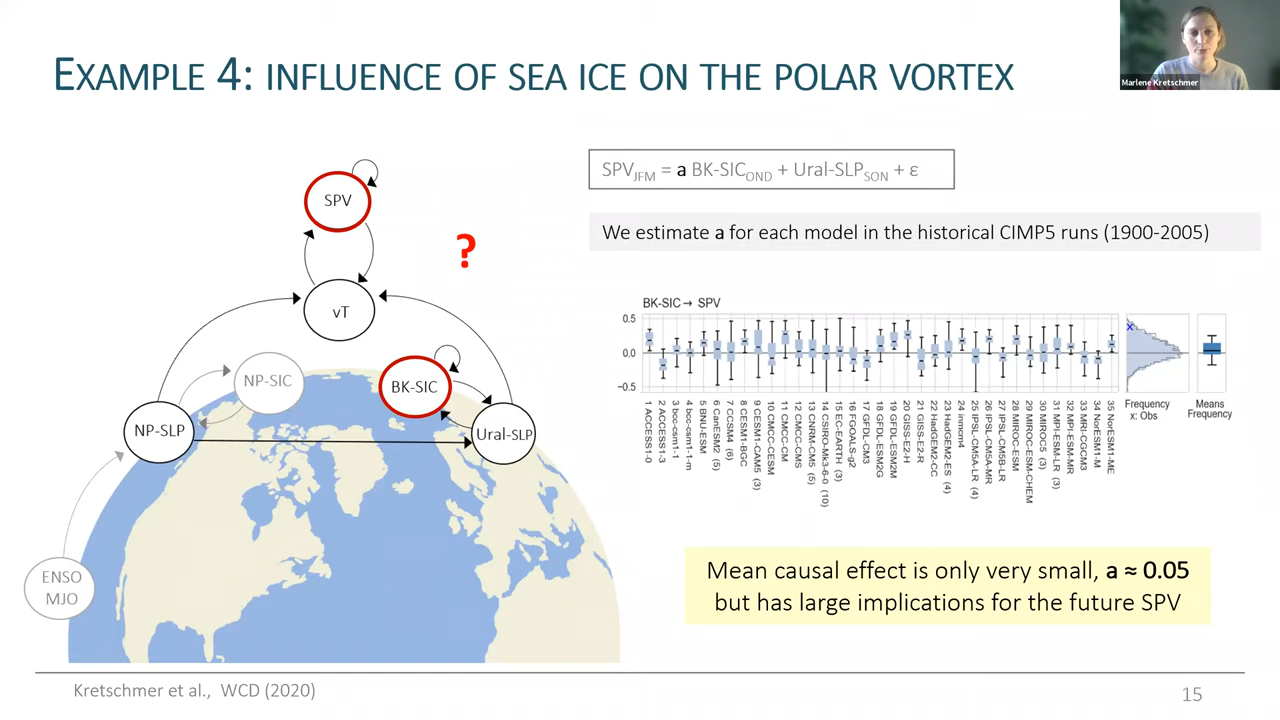 Marlene Kretschmer
EXAMPLE 4: INFLUENCE OF SEA ICE ON THE POLAR VORTEX
SPV
?
vT
NP-SIC
BK-SIC
NP-SLP
Ural-SLP
ENSO
MJO
SPV_JFM = a BK-SIC_OND + Ural-SLP_SON + ε
We estimate a for each model in the historical CIMP5 runs (1900-2005)
BK-SIC→ SPV
0.5
0.0
−0.5
1 ACCESS1-0
2 ACCESS1-3
3 bcc-csm1-1
4 bcc-csm1-1-m
5 BNU-ESM
6 CanESM2 (5)
7 CCSM4 (6)
8 CESM1-BGC
9 CESM1-CAM5 (3)
10 CMCC-CESM
11 CMCC-CM
12 CMCC-CMS
13 CNRM-CM5 (5)
14 CSIRO-Mk3-6-0 (10)
15 EC-EARTH (3)
16 FGOALS-g2
17 GFDL-CM3
18 GFDL-ESM2G
19 GFDL-ESM2M
20 GISS-E2-H
21 GISS-E2-R
22 HadGEM2-CC
23 HadGEM2-ES (4)
24 inmcm4
25 IPSL-CM5A-LR (4)
26 IPSL-CM5A-MR
27 IPSL-CM5B-LR
28 MIROC-ESM
29 MIROC-ESM-CHEM
30 MIROC5 (3)
31 MPI-ESM-LR (3)
32 MPI-ESM-MR
33 MRI-CGCM3
34 NorESM1-M
35 NorESM1-ME
x
Frequency
x: Obs
Means
Frequency
Mean causal effect is only very small, a ≈ 0.05
but has large implications for the future SPV
Kretschmer et al., WCD (2020)
15